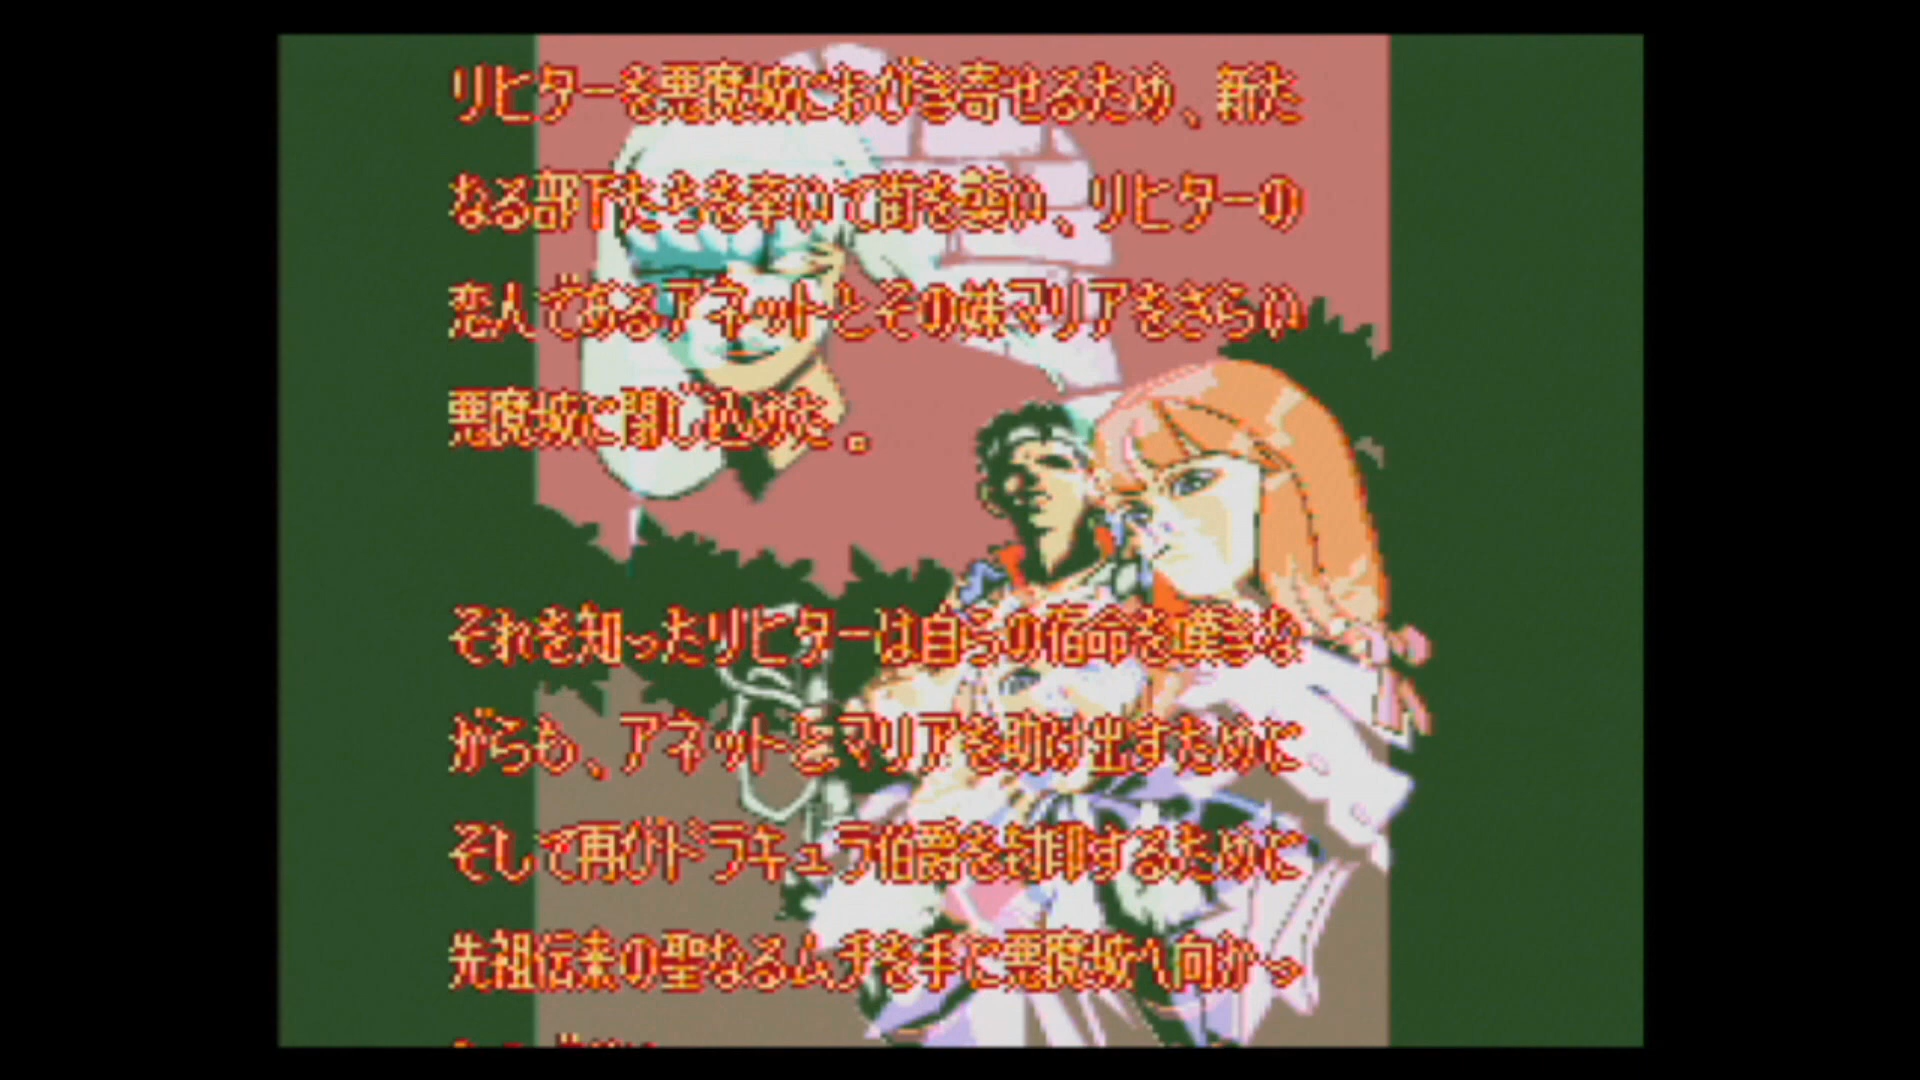 リヒターを悪魔城におびき寄せるため、新た
なる部下たちを率いて街を襲い、リヒターの
恋人であるアネットとその妹マリアをさらい
悪魔城に閉じ込めた。
それを知ったリヒターは自らの宿命を嘆きな
がらも、アネットとマリアを助け出すために
そして再びドラキュラ伯爵を封印するために
先祖伝来の聖なるムチを手に悪魔城へ向かっ